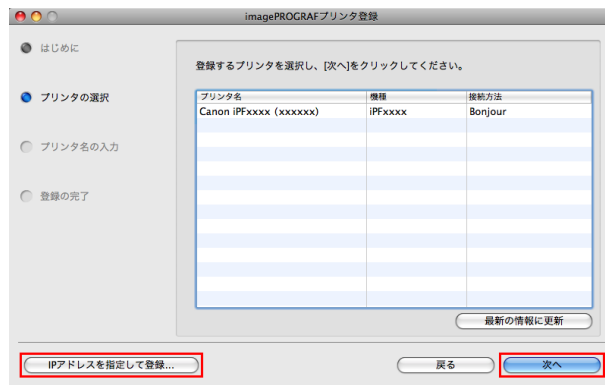 imagePROGRAFプリンタ登録
はじめに
プリンタの選択
プリンタ名の入力
登録の完了
登録するプリンタを選択し、[次へ]をクリックしてください。
プリンタ名 機種 接続方法
Canon iPFxxxx (xxxxxx) iPFxxxx Bonjour
最新の情報に更新
IPアドレスを指定して登録... 戻る 次へ